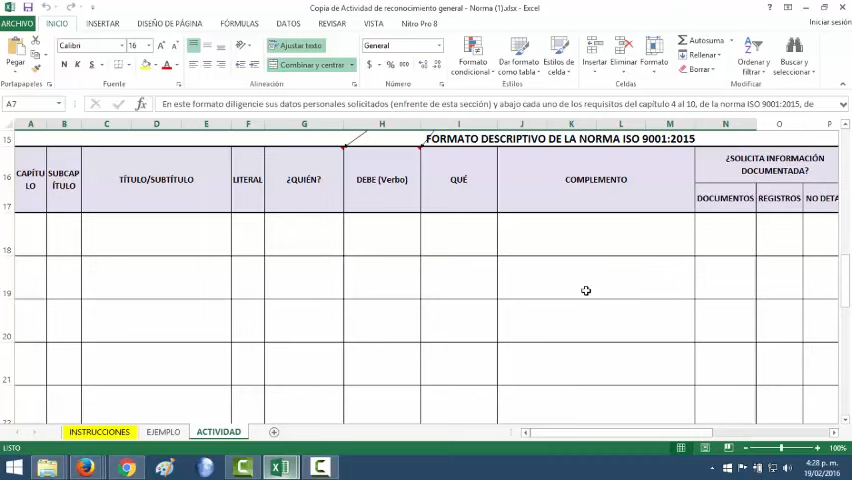 Copia de Actividad de reconocimiento general - Norma (1).xlsx - Excel
ARCHIVO INICIO INSERTAR DISEÑO DE PÁGINA FÓRMULAS DATOS REVISAR VISTA Nitro Pro 8 Iniciar sesión
Pegar
Calibri 16
N K S
Ajustar texto
Combinar y centrar
General
$ % 000
Formato condicional
Dar formato como tabla
Estilos de celda
Insertar Eliminar Formato
Autosuma
Rellenar
Borrar
Ordenar y filtrar
Buscar y seleccionar
Portapapeles Fuente Alineación Número Estilos Celdas Modificar
A7 fx En este formato diligencie sus datos personales solicitados (enfrente de esta sección) y abajo cada uno de los requisitos del capítulo 4 al 10, de la norma ISO 9001:2015, de
A B C D E F G H I J K L M N O P
15 FORMATO DESCRIPTIVO DE LA NORMA ISO 9001:2015
16 CAPÍTULO SUBCAPÍTULO TÍTULO/SUBTÍTULO LITERAL ¿QUIÉN? DEBE (Verbo) QUÉ COMPLEMENTO ¿SOLICITA INFORMACIÓN DOCUMENTADA?
17 DOCUMENTOS REGISTROS NO DETA
18
19
20
21
22
INSTRUCCIONES EJEMPLO ACTIVIDAD
LISTO 100%
4:28 p. m.
19/02/2016